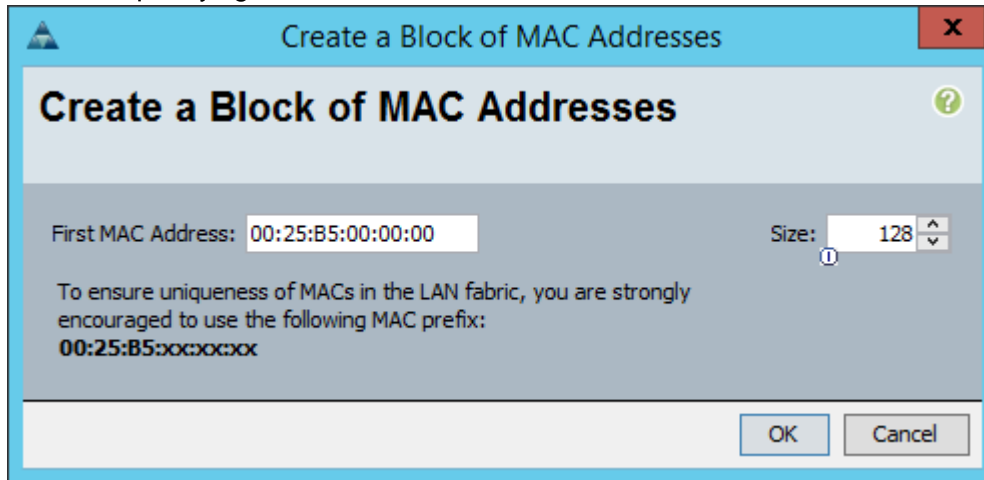 Create a Block of MAC Addresses
x
Create a Block of MAC Addresses
?
First MAC Address: 00:25:B5:00:00:00 Size: 128
To ensure uniqueness of MACs in the LAN fabric, you are strongly
encouraged to use the following MAC prefix:
00:25:B5:xx:xx:xx
OK Cancel